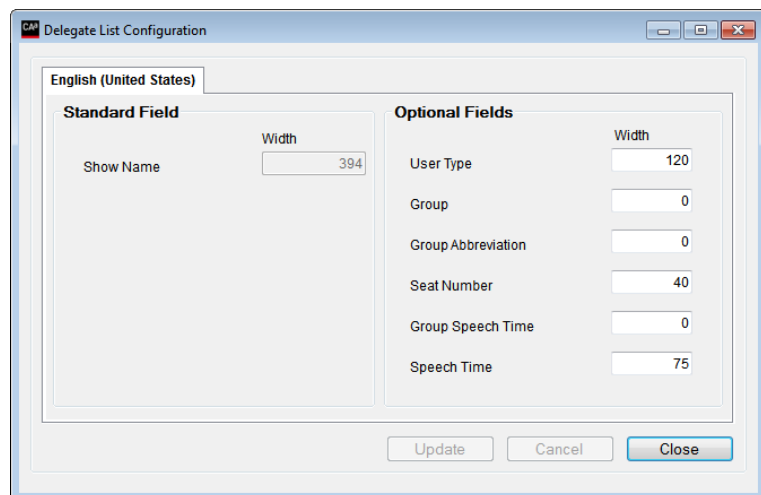 CA² Delegate List Configuration
English (United States)
Standard Field
Width
Show Name 394
Optional Fields
Width
User Type 120
Group 0
Group Abbreviation 0
Seat Number 40
Group Speech Time 0
Speech Time 75
Update Cancel Close